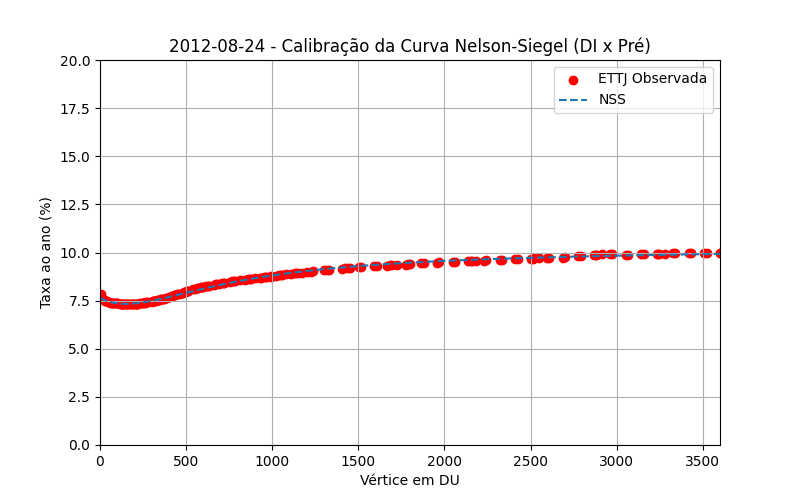 2012-08-24 - Calibração da Curva Nelson-Siegel (DI x Pré)
ETTJ Observada
NSS
Taxa ao ano (%)
20.0
17.5
15.0
12.5
10.0
7.5
5.0
2.5
0.0
0 500 1000 1500 2000 2500 3000 3500
Vértice em DU